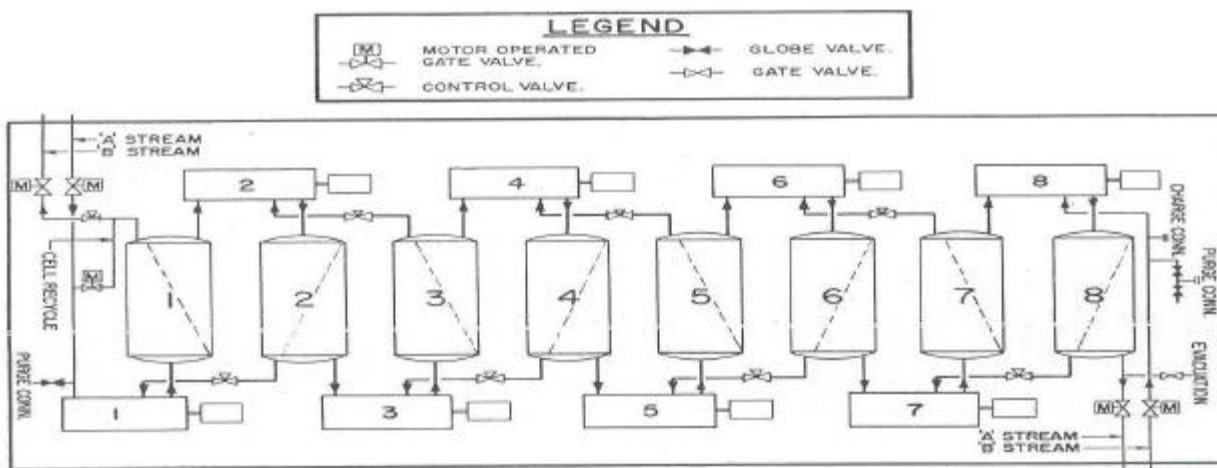 LEGEND
M MOTOR OPERATED GATE VALVE.
GLOBE VALVE.
CONTROL VALVE.
GATE VALVE.
'A' STREAM
'B' STREAM
M M
2 4 6 8
CHARGE CONN.
PURGE CONN.
CELL RECYCLE
M
1 2 3 4 5 6 7 8
PURGE CONN.
EVACUATION
1 3 5 7
M M
'A' STREAM
'B' STREAM